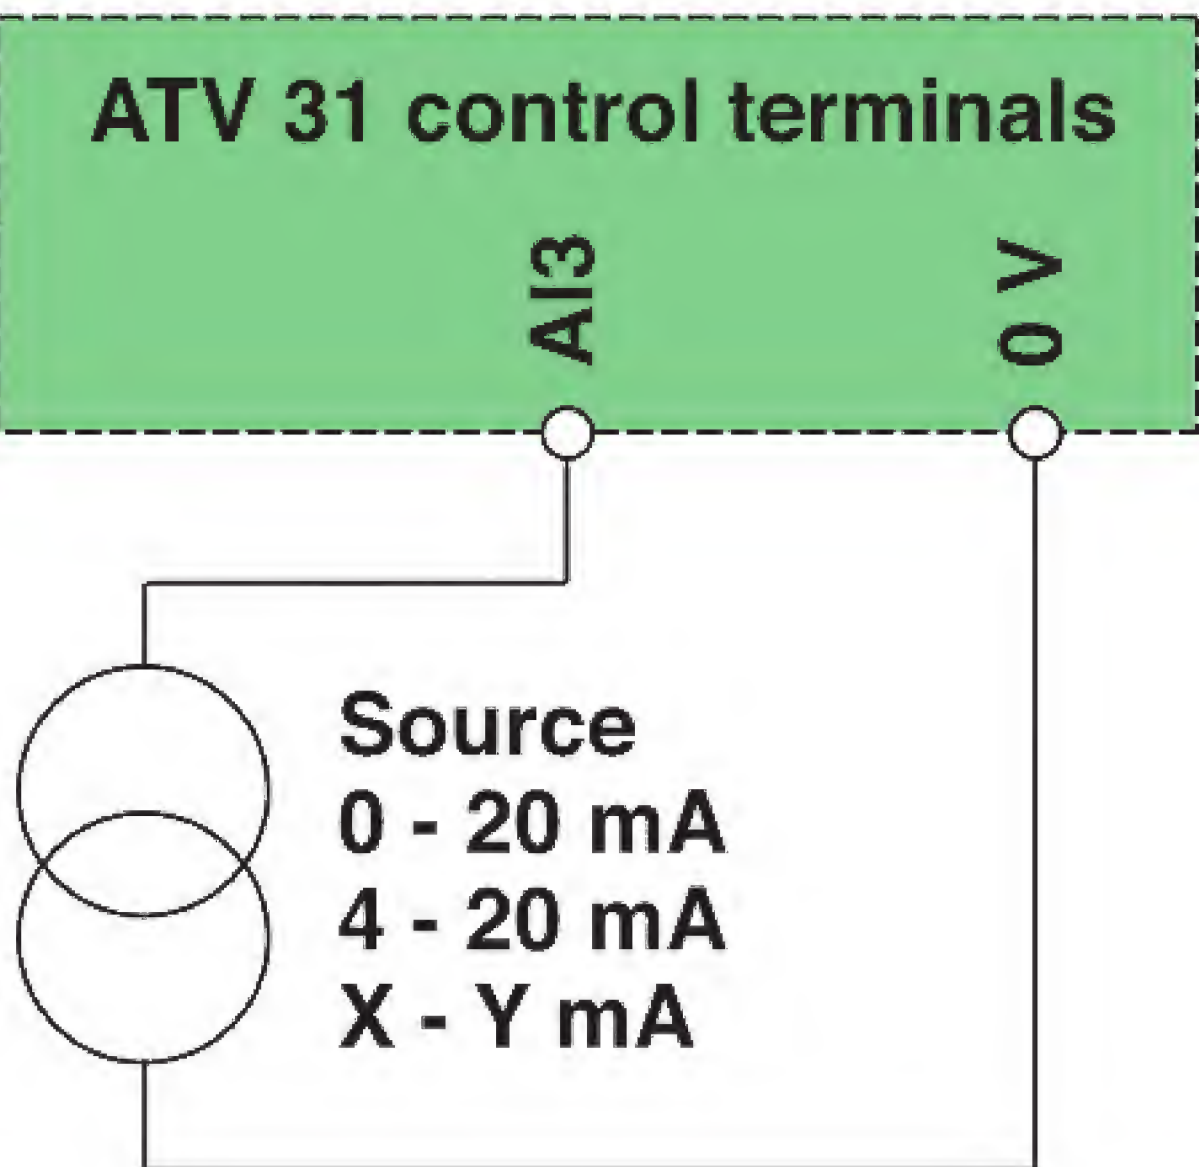 ATV 31 control terminals
AI3
0 V
Source
0 - 20 mA
4 - 20 mA
X - Y mA